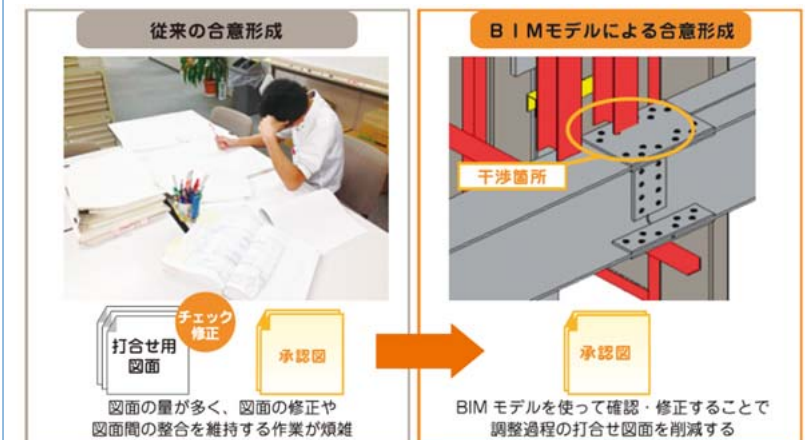 従来の合意形成
BIMモデルによる合意形成
干渉箇所
打合せ用
図面
チェック
修正
承認図
承認図
図面の量が多く、図面の修正や
図面間の整合を維持する作業が煩雑
BIM モデルを使って確認・修正することで
調整過程の打合せ図面を削減する